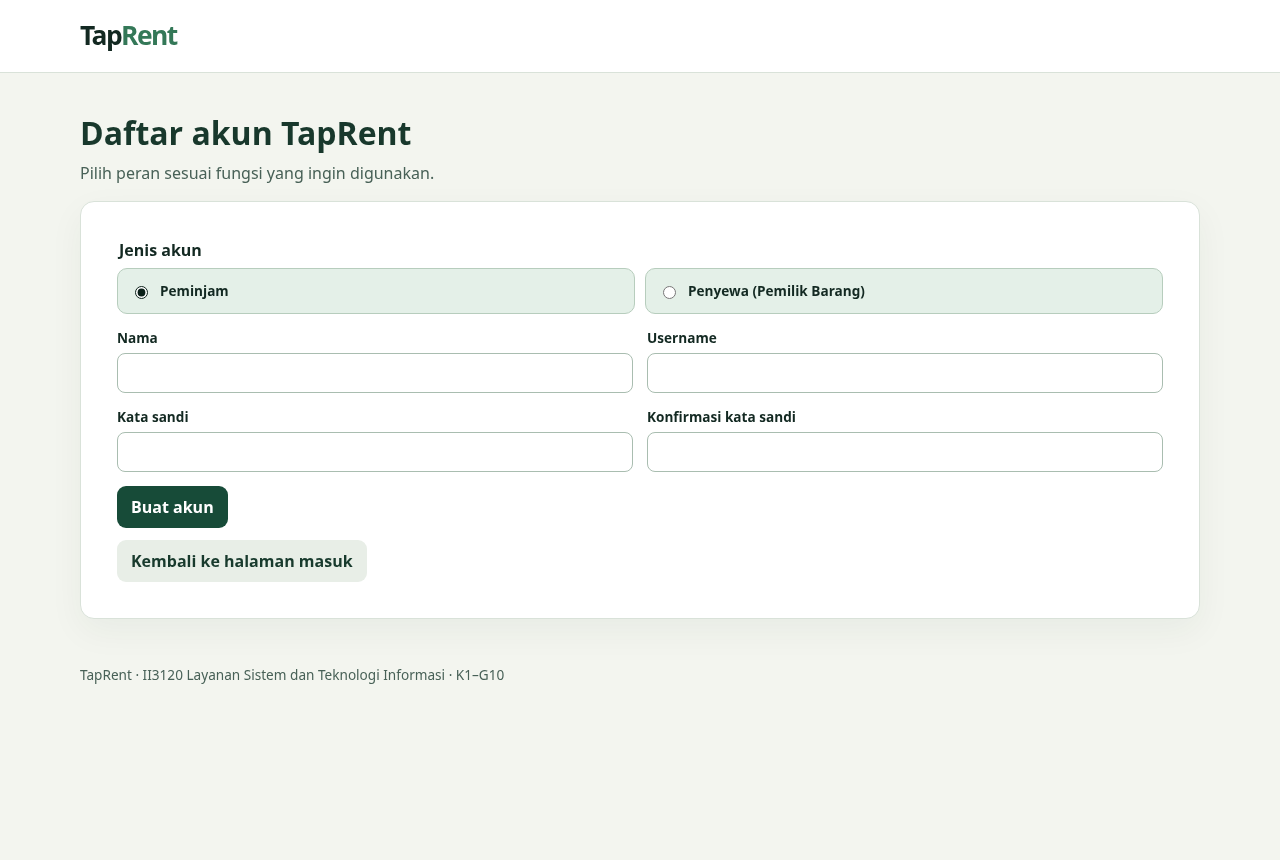 TapRent
Daftar akun TapRent
Pilih peran sesuai fungsi yang ingin digunakan.
Jenis akun
Peminjam
Penyewa (Pemilik Barang)
Nama
Username
Kata sandi
Konfirmasi kata sandi
Buat akun
Kembali ke halaman masuk
TapRent · II3120 Layanan Sistem dan Teknologi Informasi · K1–G10